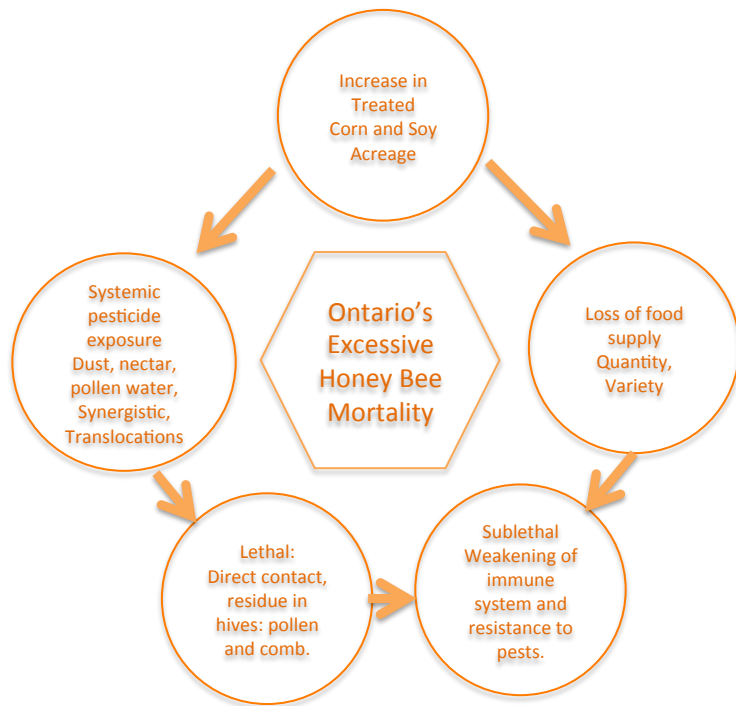 Increase in
Treated
Corn and Soy
Acreage
Systemic
pesticide
exposure
Dust, nectar,
pollen water,
Synergistic,
Translocations
Ontario's
Excessive
Honey Bee
Mortality
Loss of food
supply
Quantity,
Variety
Lethal:
Direct contact,
residue in
hives: pollen
and comb.
Sublethal
Weakening of
immune
system and
resistance to
pests.